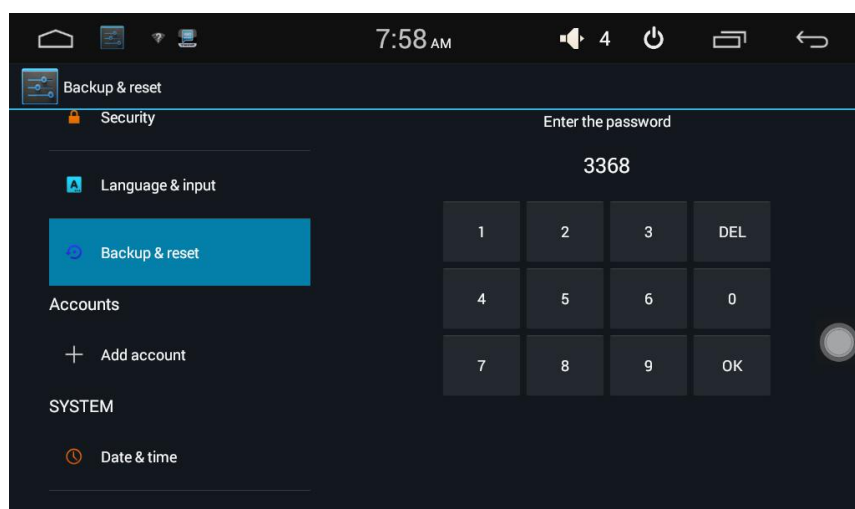 7:58 AM
4
Backup & reset
Security
Language & input
Backup & reset
Accounts
Add account
SYSTEM
Date & time
Enter the password
3368
1 2 3 DEL
4 5 6 0
7 8 9 OK